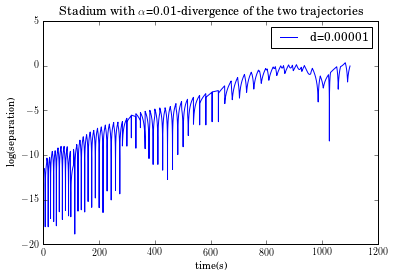 Stadium with α=0.01-divergence of the two trajectories
d=0.00001
log(separation)
5
0
−5
−10
−15
−20
0 200 400 600 800 1000 1200
time(s)